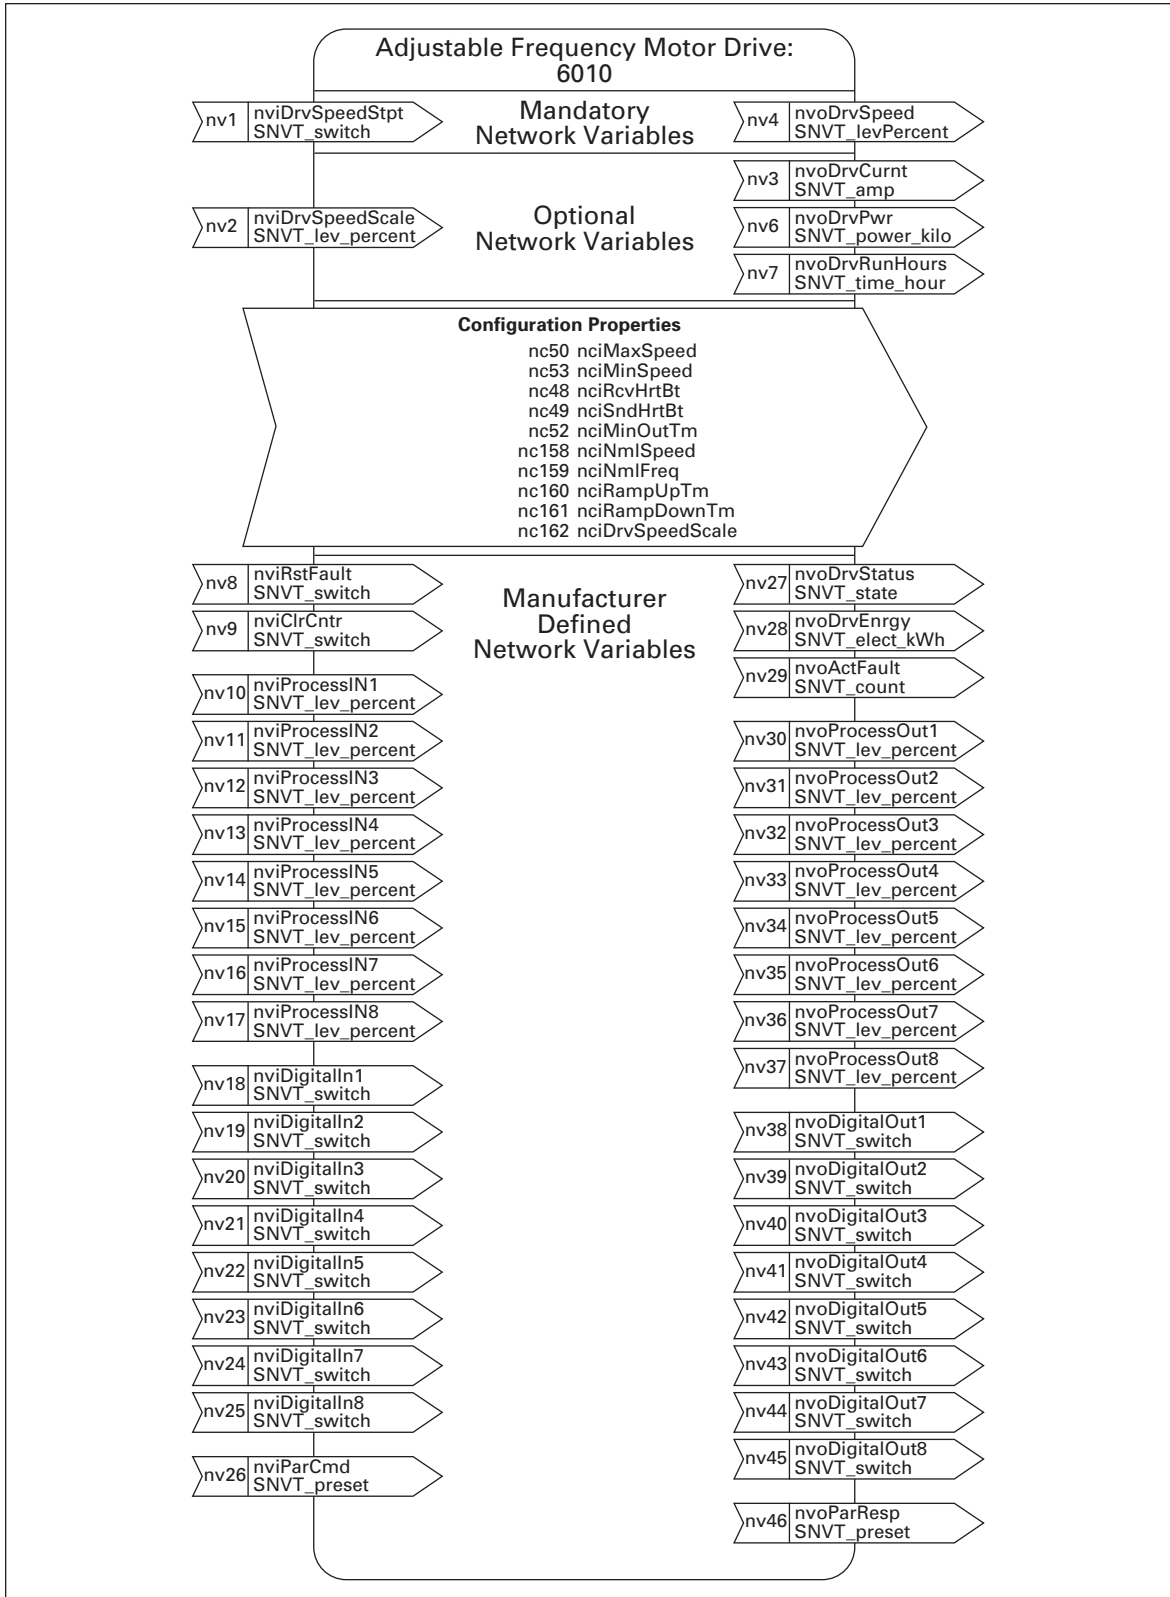 Adjustable Frequency Motor Drive:
6010
Mandatory
Network Variables
nv1 nviDrvSpeedStpt
SNVT_switch
nv4 nvoDrvSpeed
SNVT_levPercent
Optional
Network Variables
nv2 nviDrvSpeedScale
SNVT_lev_percent
nv3 nvoDrvCurnt
SNVT_amp
nv6 nvoDrvPwr
SNVT_power_kilo
nv7 nvoDrvRunHours
SNVT_time_hour
Configuration Properties
nc50 nciMaxSpeed
nc53 nciMinSpeed
nc48 nciRcvHrtBt
nc49 nciSndHrtBt
nc52 nciMinOutTm
nc158 nciNmlSpeed
nc159 nciNmlFreq
nc160 nciRampUpTm
nc161 nciRampDownTm
nc162 nciDrvSpeedScale
Manufacturer
Defined
Network Variables
nv8 nviRstFault
SNVT_switch
nv9 nviClrCntr
SNVT_switch
nv10 nviProcessIN1
SNVT_lev_percent
nv11 nviProcessIN2
SNVT_lev_percent
nv12 nviProcessIN3
SNVT_lev_percent
nv13 nviProcessIN4
SNVT_lev_percent
nv14 nviProcessIN5
SNVT_lev_percent
nv15 nviProcessIN6
SNVT_lev_percent
nv16 nviProcessIN7
SNVT_lev_percent
nv17 nviProcessIN8
SNVT_lev_percent
nv18 nviDigitalIn1
SNVT_switch
nv19 nviDigitalIn2
SNVT_switch
nv20 nviDigitalIn3
SNVT_switch
nv21 nviDigitalIn4
SNVT_switch
nv22 nviDigitalIn5
SNVT_switch
nv23 nviDigitalIn6
SNVT_switch
nv24 nviDigitalIn7
SNVT_switch
nv25 nviDigitalIn8
SNVT_switch
nv26 nviParCmd
SNVT_preset
nv27 nvoDrvStatus
SNVT_state
nv28 nvoDrvEnrgy
SNVT_elect_kWh
nv29 nvoActFault
SNVT_count
nv30 nvoProcessOut1
SNVT_lev_percent
nv31 nvoProcessOut2
SNVT_lev_percent
nv32 nvoProcessOut3
SNVT_lev_percent
nv33 nvoProcessOut4
SNVT_lev_percent
nv34 nvoProcessOut5
SNVT_lev_percent
nv35 nvoProcessOut6
SNVT_lev_percent
nv36 nvoProcessOut7
SNVT_lev_percent
nv37 nvoProcessOut8
SNVT_lev_percent
nv38 nvoDigitalOut1
SNVT_switch
nv39 nvoDigitalOut2
SNVT_switch
nv40 nvoDigitalOut3
SNVT_switch
nv41 nvoDigitalOut4
SNVT_switch
nv42 nvoDigitalOut5
SNVT_switch
nv43 nvoDigitalOut6
SNVT_switch
nv44 nvoDigitalOut7
SNVT_switch
nv45 nvoDigitalOut8
SNVT_switch
nv46 nvoParResp
SNVT_preset